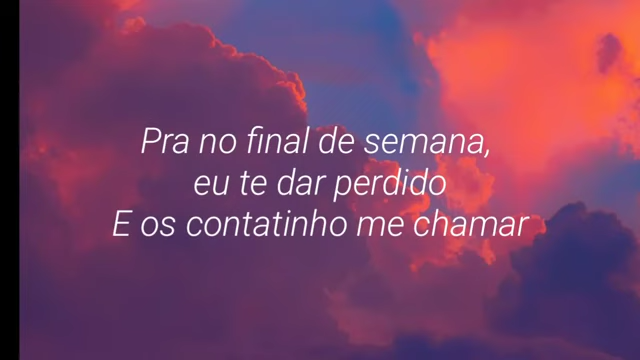 Pra no final de semana,
eu te dar perdido
E os contatinho me chamar